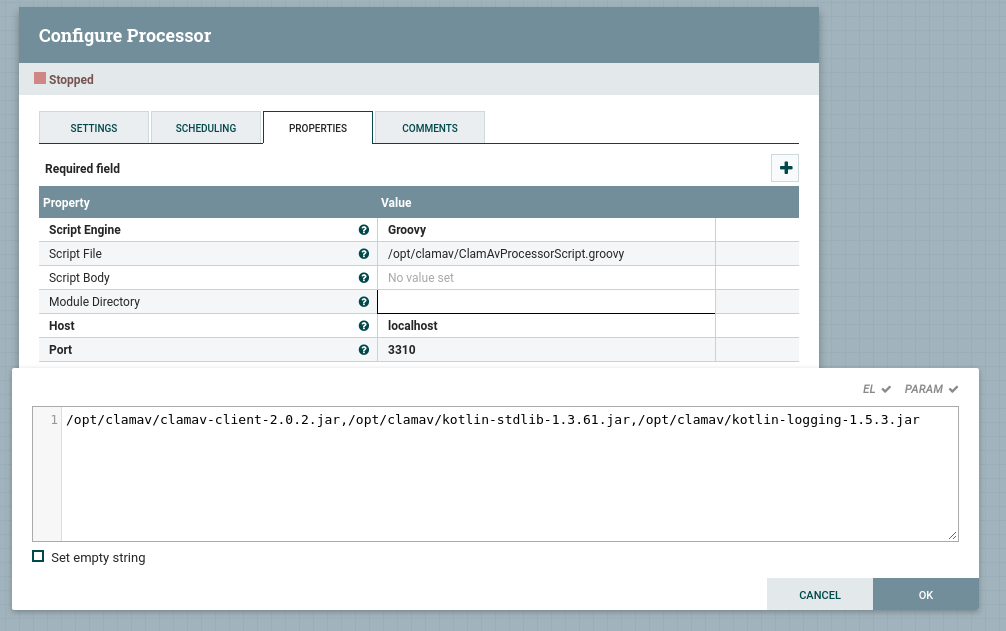 Configure Processor
Stopped
SETTINGS SCHEDULING PROPERTIES COMMENTS
Required field
Property Value
Script Engine Groovy
Script File /opt/clamav/ClamAvProcessorScript.groovy
Script Body No value set
Module Directory
Host localhost
Port 3310
EL PARAM
1 /opt/clamav/clamav-client-2.0.2.jar,/opt/clamav/kotlin-stdlib-1.3.61.jar,/opt/clamav/kotlin-logging-1.5.3.jar
Set empty string
CANCEL OK